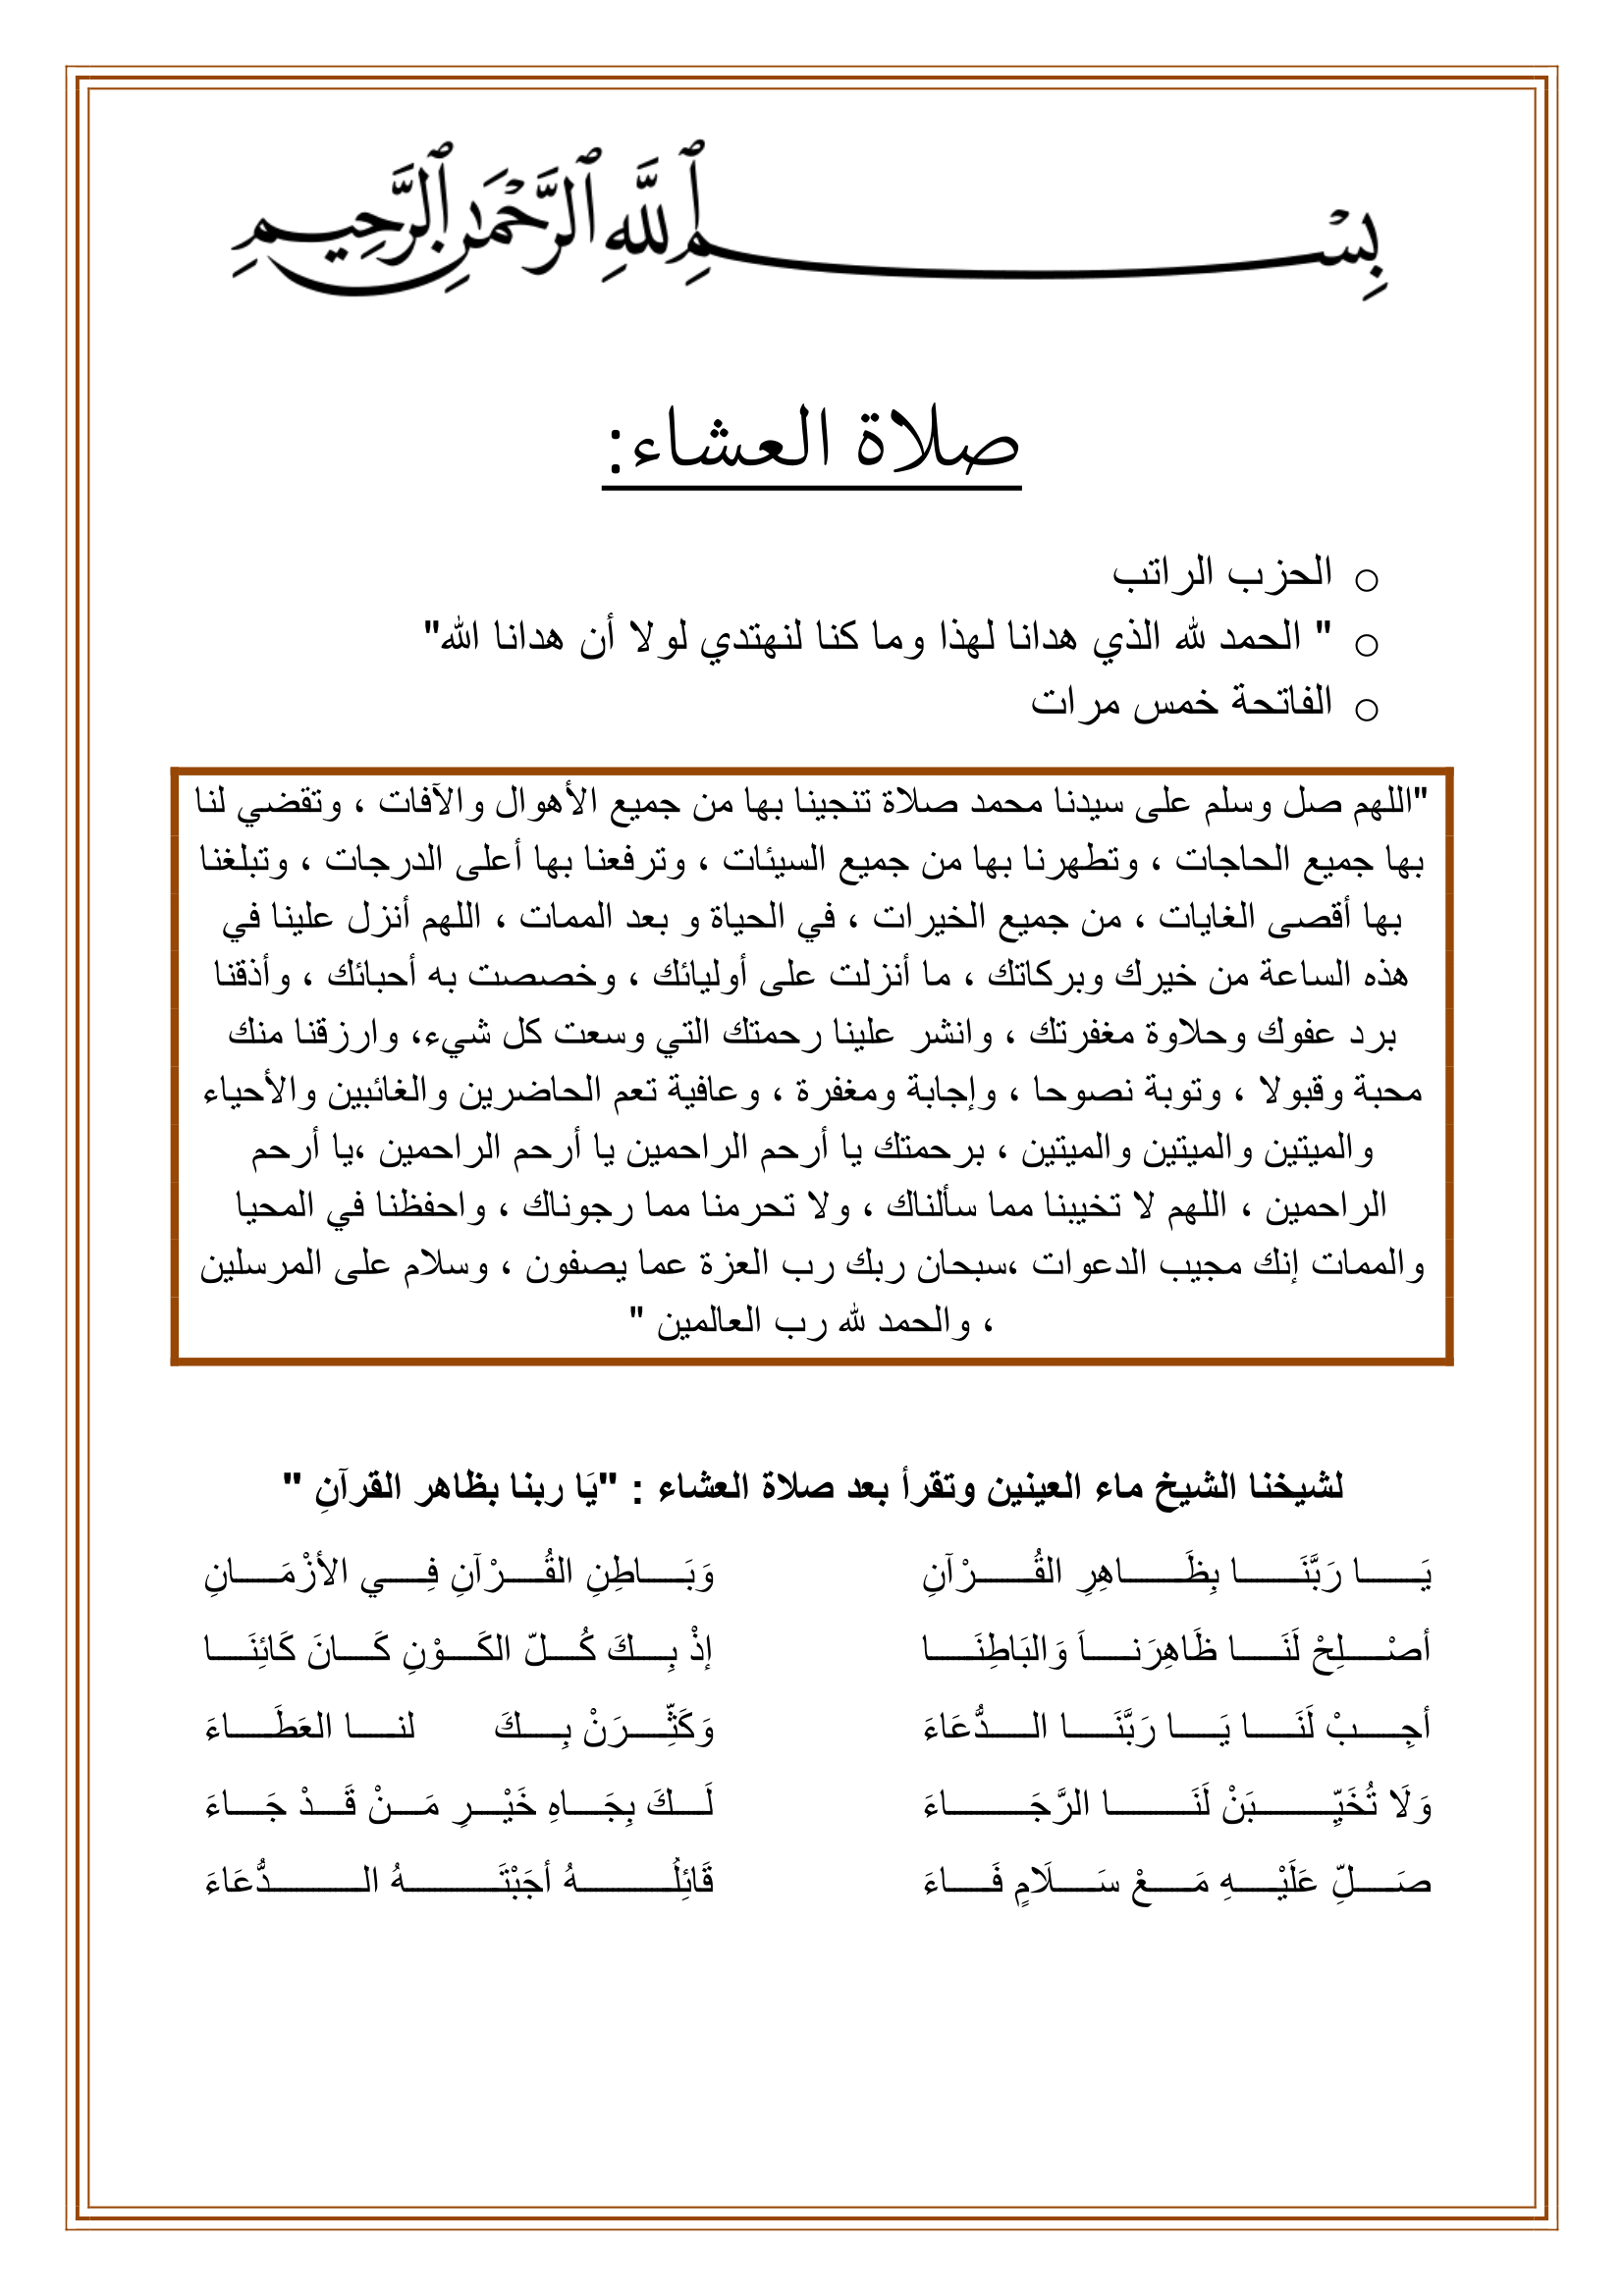 بِسْمِ ٱللَّهِ ٱلرَّحْمَٰنِ ٱلرَّحِيمِ
صلاة العشاء:
○ الحزب الراتب
○ " الحمد لله الذي هدانا لهذا وما كنا لنهتدي لولا أن هدانا الله"
○ الفاتحة خمس مرات
"اللهم صل وسلم على سيدنا محمد صلاة تنجينا بها من جميع الأهوال والآفات ، وتقضي لنا
بها جميع الحاجات ، وتطهرنا بها من جميع السيئات ، وترفعنا بها أعلى الدرجات ، وتبلغنا
بها أقصى الغايات ، من جميع الخيرات ، في الحياة و بعد الممات ، اللهم أنزل علينا في
هذه الساعة من خيرك وبركاتك ، ما أنزلت على أوليائك ، وخصصت به أحبائك ، وأذقنا
برد عفوك وحلاوة مغفرتك ، وانشر علينا رحمتك التي وسعت كل شيء، وارزقنا منك
محبة وقبولا ، وتوبة نصوحا ، وإجابة ومغفرة ، وعافية تعم الحاضرين والغائبين والأحياء
والميتين والميتين والميتين ، برحمتك يا أرحم الراحمين يا أرحم الراحمين ،يا أرحم
الراحمين ، اللهم لا تخيبنا مما سألناك ، ولا تحرمنا مما رجوناك ، واحفظنا في المحيا
والممات إنك مجيب الدعوات ،سبحان ربك رب العزة عما يصفون ، وسلام على المرسلين
، والحمد لله رب العالمين "
لشيخنا الشيخ ماء العينين وتقرأ بعد صلاة العشاء : "يَا ربنا بظاهر القرآنِ "
يَـــا رَبَّنَـــا بِظَـــاهِرِ القُـــرْآنِ وَبَـــاطِنِ القُـــرْآنِ فِـــي الأزْمَـــانِ
أصْـــلِحْ لَنَـــا ظَاهِرَنـــاَ وَالبَاطِنَـــا إذْ بِـــكَ كُـــلّ الكَـــوْنِ كَـــانَ كَائِنَـــا
أجِـــبْ لَنَـــا يَـــا رَبَّنَـــا الـــدُّعَاءَ وَكَثِّـــرَنْ بِـــكَ لنـــا العَطَـــاءَ
وَلَا تُخَيِّـــبَنْ لَنَـــا الرَّجَـــاءَ لَـــكَ بِجَـــاهِ خَيْـــرِ مَـــنْ قَـــدْ جَـــاءَ
صَـــلِّ عَلَيْـــهِ مَـــعْ سَـــلَامٍ فَـــاءَ قَائِلُـــهُ أجَبْتَـــهُ الـــدُّعَاءَ